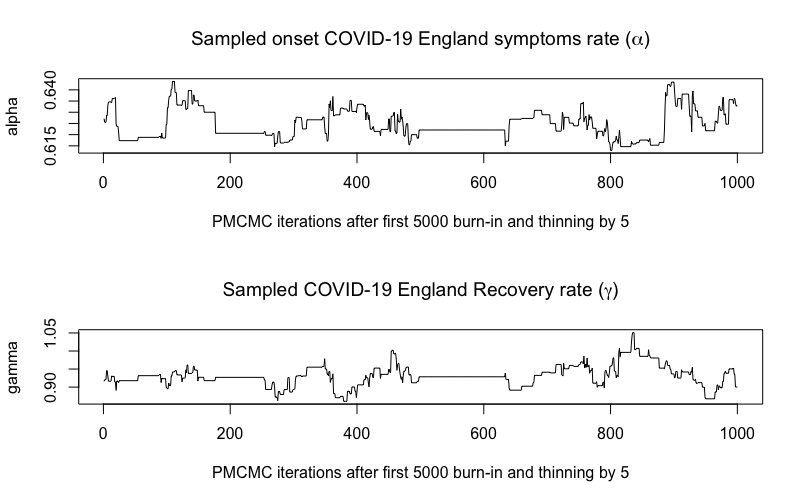 Sampled onset COVID-19 England symptoms rate (α)
alpha
0.640
0.615
0 200 400 600 800 1000
PMCMC iterations after first 5000 burn-in and thinning by 5
Sampled COVID-19 England Recovery rate (γ)
gamma
1.05
0.90
0 200 400 600 800 1000
PMCMC iterations after first 5000 burn-in and thinning by 5